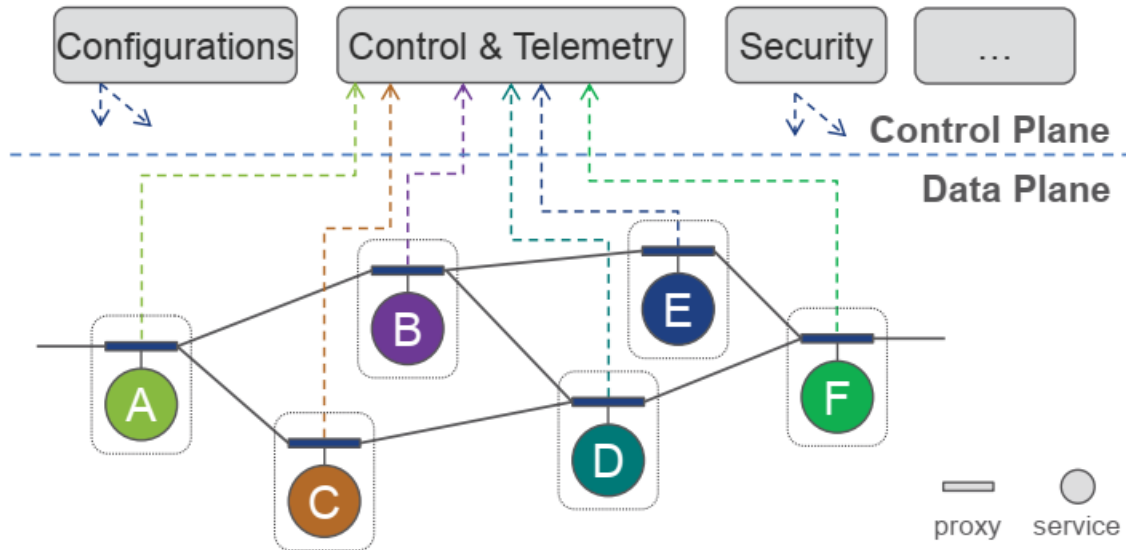 Configurations
Control & Telemetry
Security
...
Control Plane
Data Plane
B
E
A
F
D
C
proxy
service